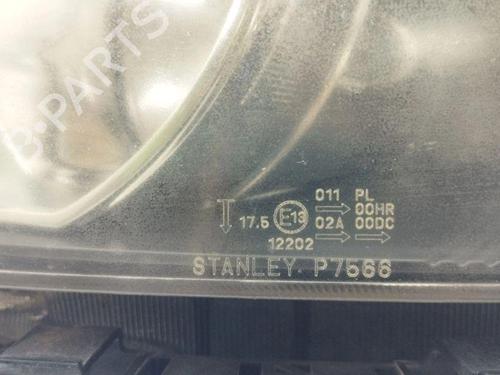 B-PARTS
011 PL
17.5 E13 00HR
02A 00DC
12202
STANLEY P7566